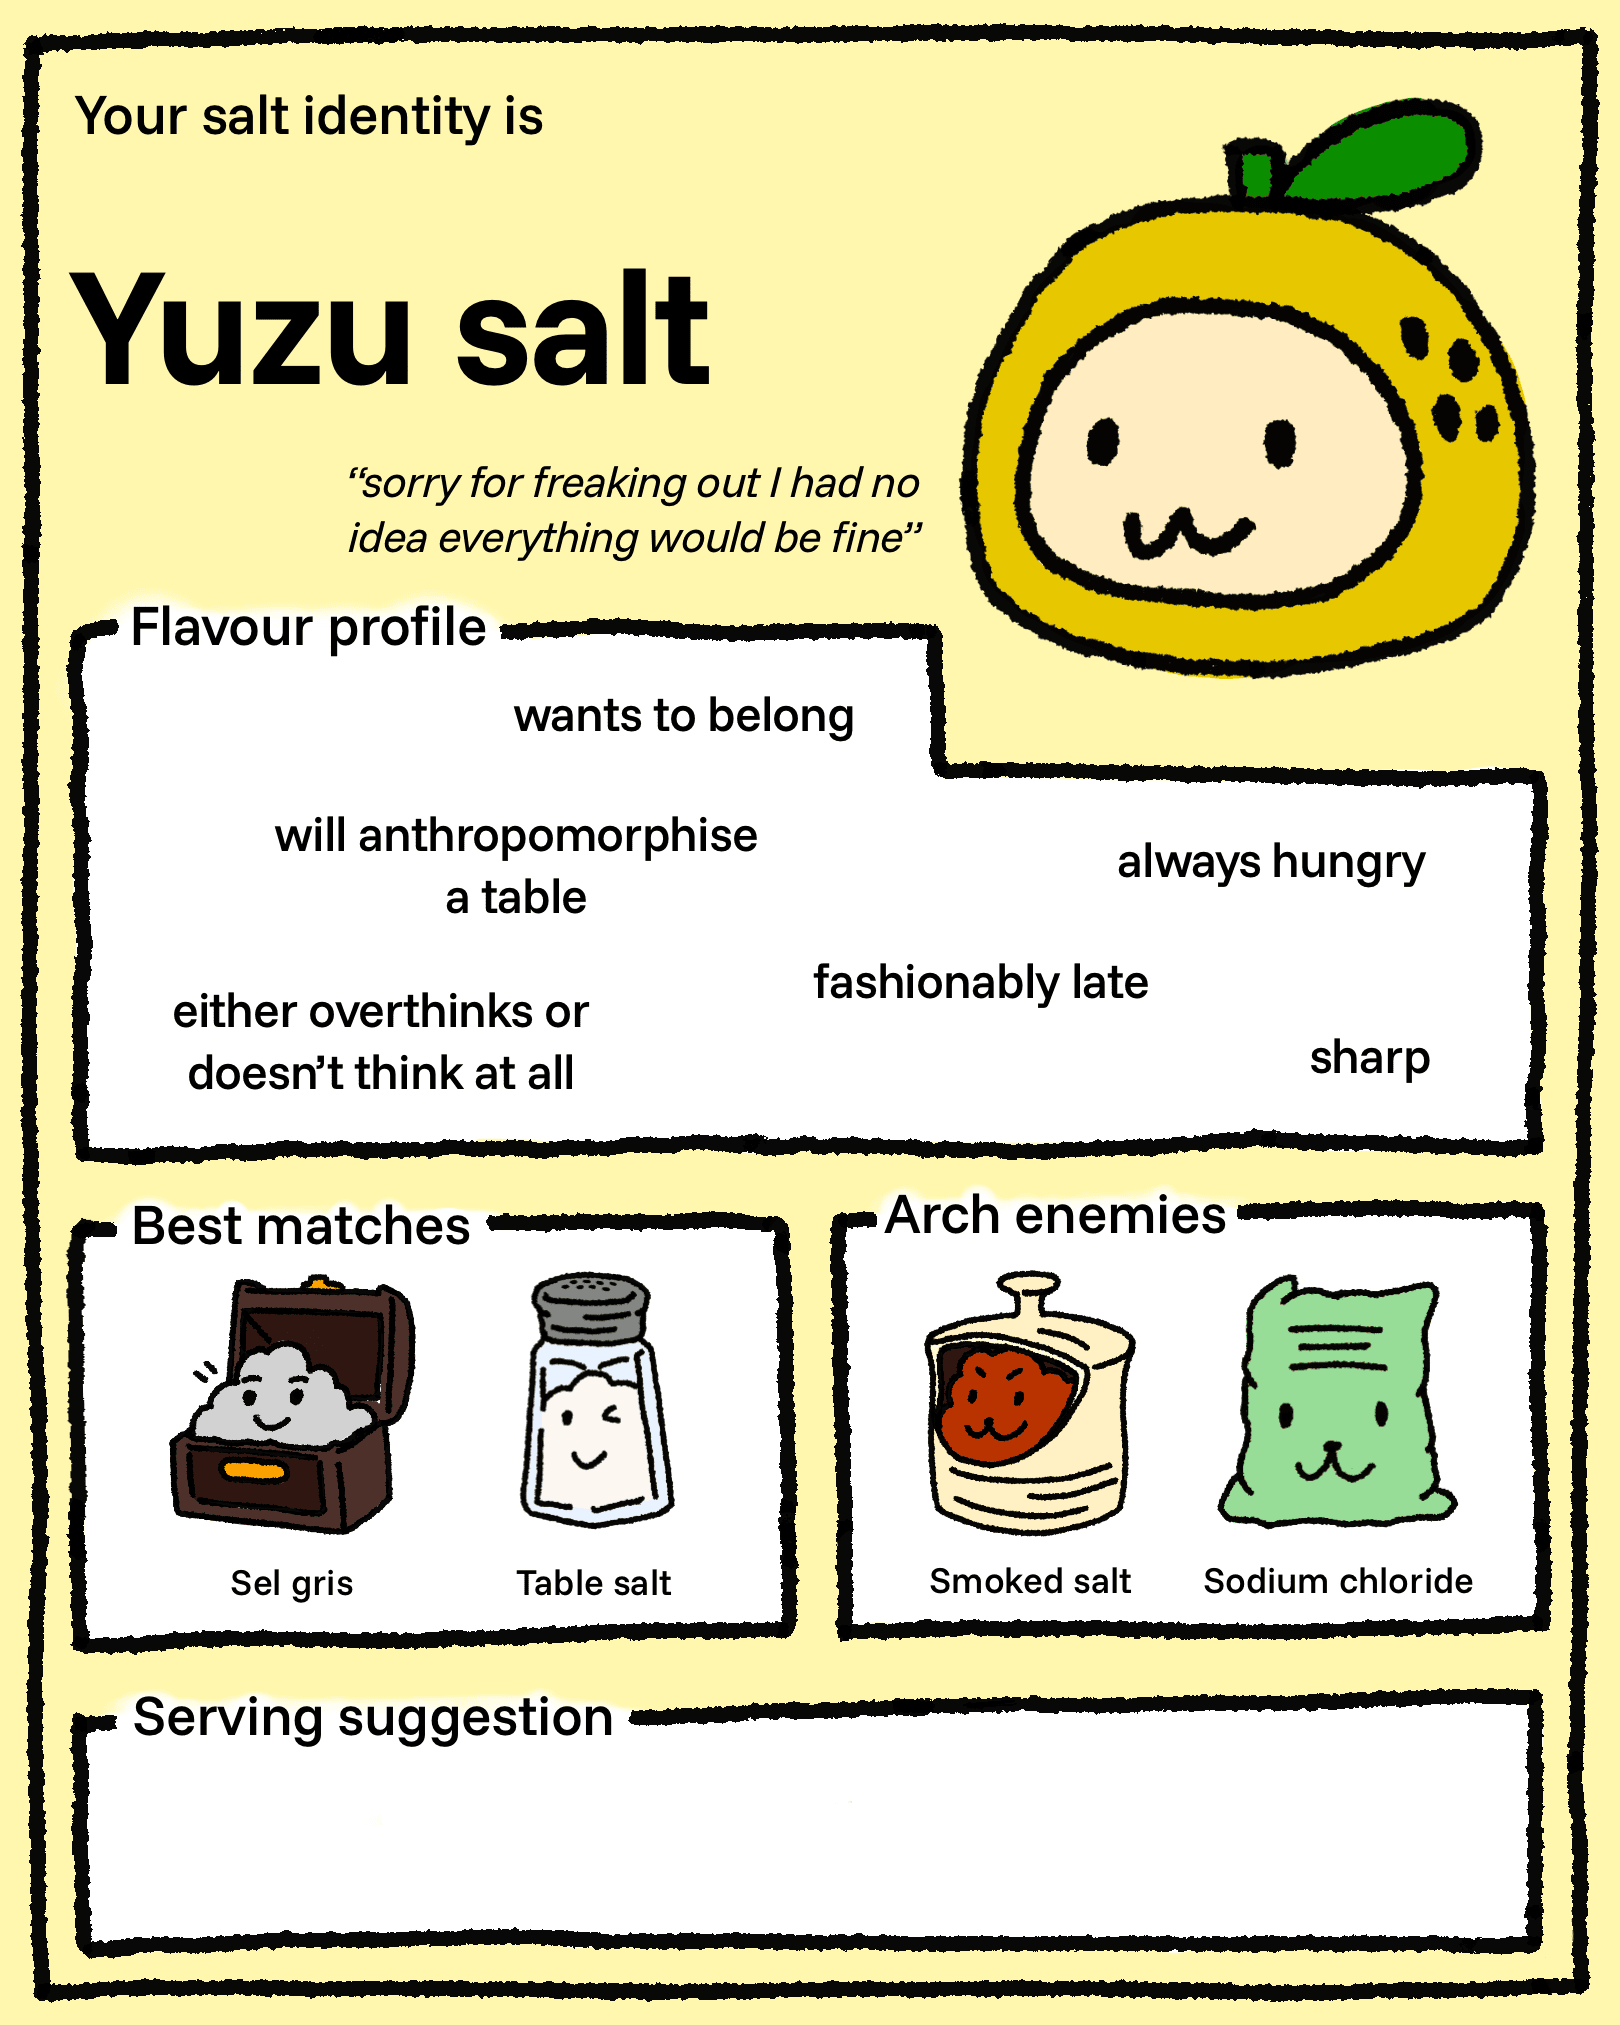 Your salt identity is
Yuzu salt
“sorry for freaking out I had no
idea everything would be fine”
Flavour profile
wants to belong
will anthropomorphise
a table
always hungry
fashionably late
either overthinks or
doesn’t think at all
sharp
Best matches
Sel gris
Table salt
Arch enemies
Smoked salt
Sodium chloride
Serving suggestion